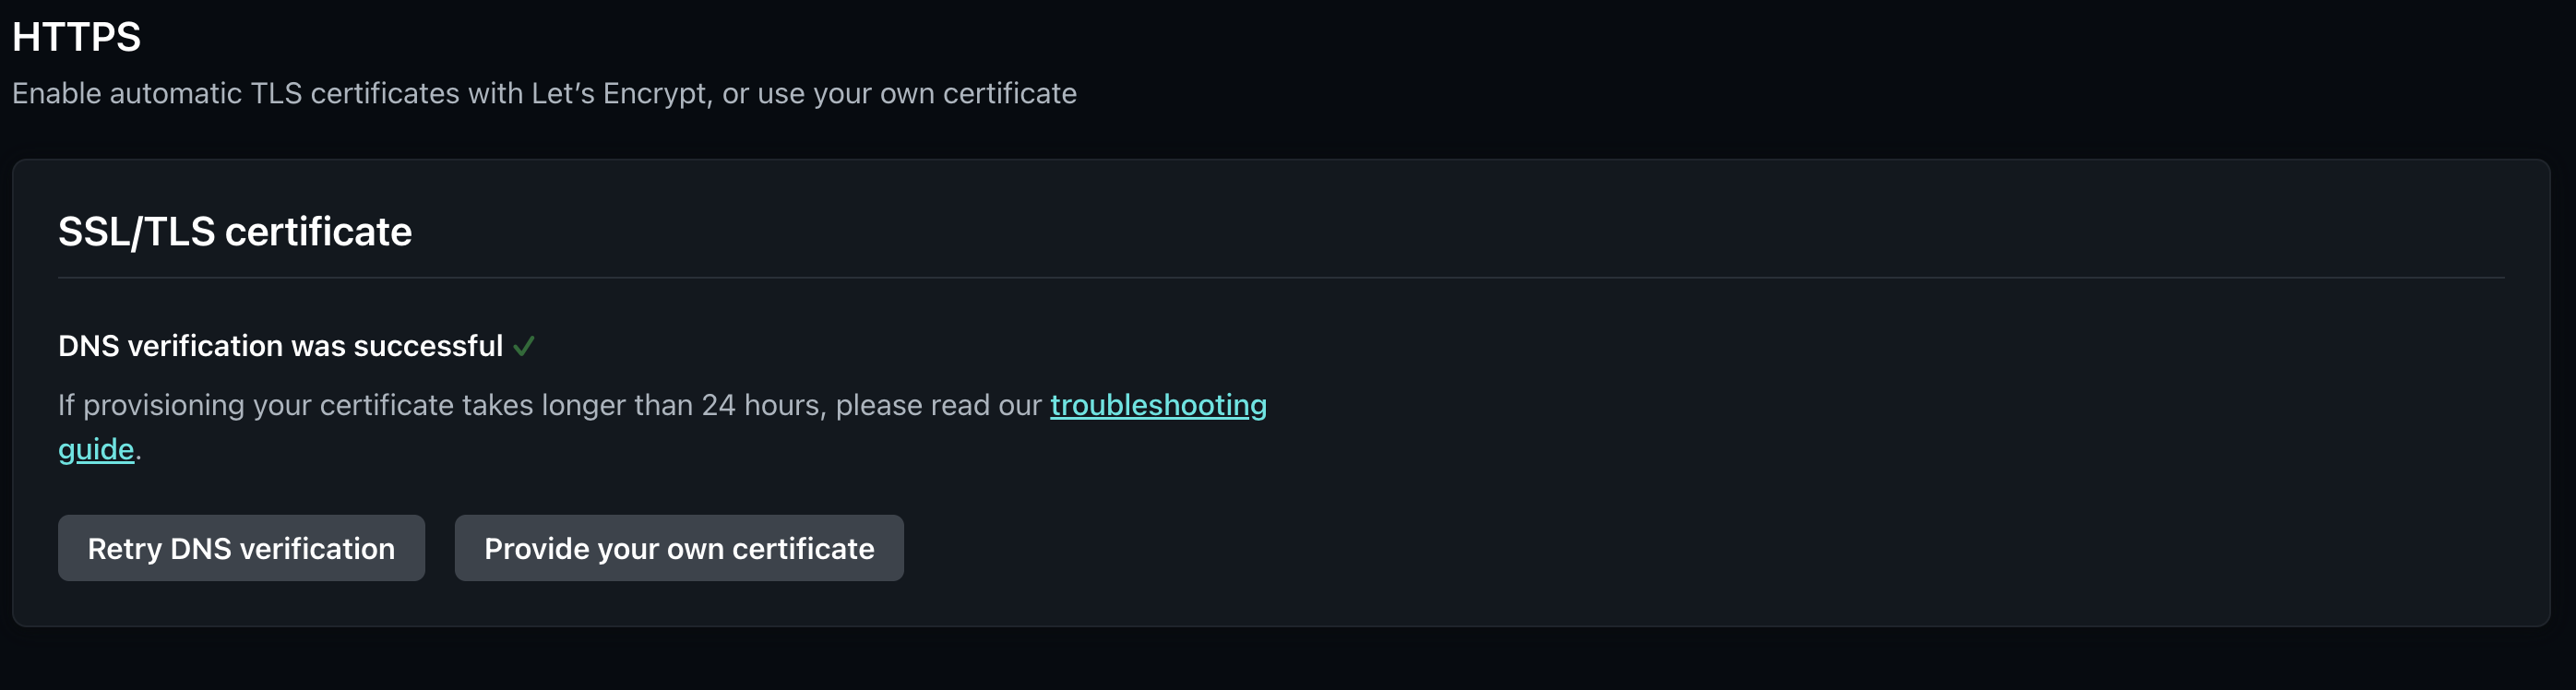 HTTPS
Enable automatic TLS certificates with Let’s Encrypt, or use your own certificate
SSL/TLS certificate
DNS verification was successful ✓
If provisioning your certificate takes longer than 24 hours, please read our troubleshooting
guide.
Retry DNS verification
Provide your own certificate